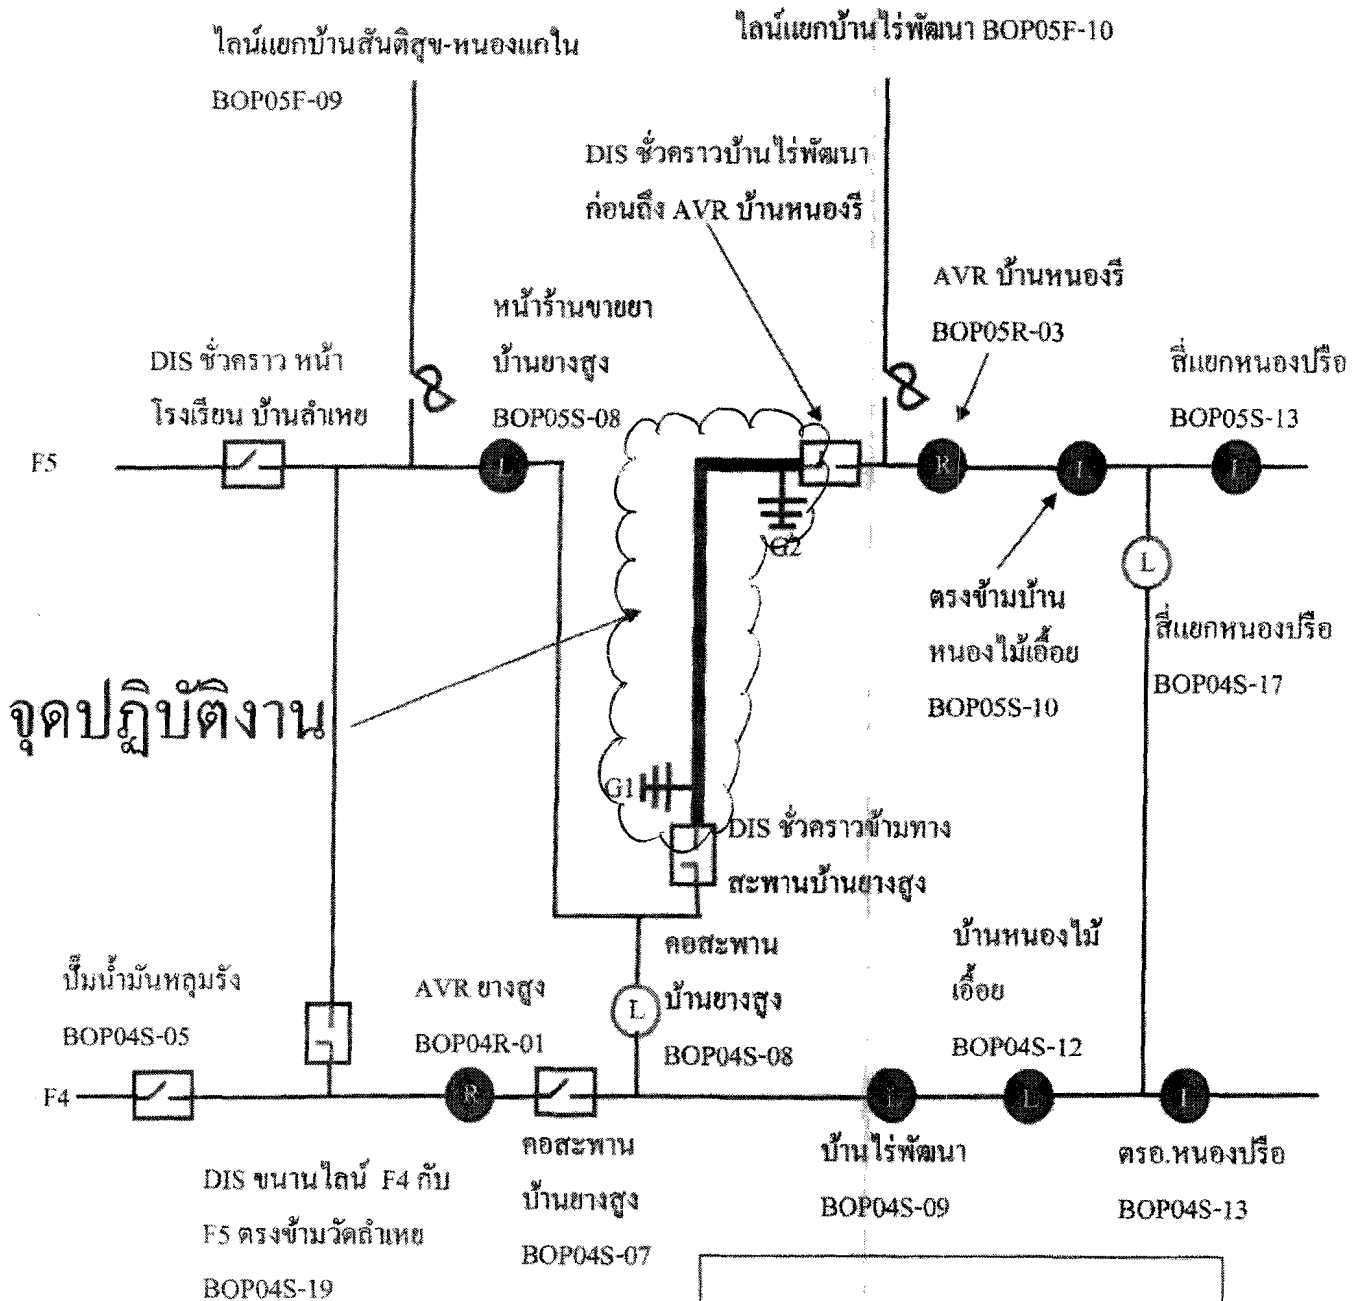 ไลน์แยกบ้านสันติสุข-หนองแกใน
BOP05F-09
ไลน์แยกบ้านไร่พัฒนา BOP05F-10
DIS ชั่วคราวบ้านไร่พัฒนา
ก่อนถึง AVR บ้านหนองรี
AVR บ้านหนองรี
BOP05R-03
หน้าร้านขายยา
บ้านยางสูง
BOP05S-08
DIS ชั่วคราว หน้า
โรงเรียน บ้านลำเหย
สี่แยกหนองปรือ
BOP05S-13
F5
L
R
L
L
G2
L
ตรงข้ามบ้าน
หนองไม้เอื้อย
BOP05S-10
สี่แยกหนองปรือ
BOP04S-17
จุดปฏิบัติงาน
G1
DIS ชั่วคราวข้ามทาง
สะพานบ้านยางสูง
คอสะพาน
บ้านยางสูง
BOP04S-08
L
บ้านหนองไม้
เอื้อย
BOP04S-12
ปั๊มน้ำมันหลุมรัง
BOP04S-05
AVR ยางสูง
BOP04R-01
F4
R
L
L
L
คอสะพาน
บ้านยางสูง
BOP04S-07
บ้านไร่พัฒนา
BOP04S-09
ตรอ.หนองปรือ
BOP04S-13
DIS ขนานไลน์ F4 กับ
F5 ตรงข้ามวัดลำเหย
BOP04S-19